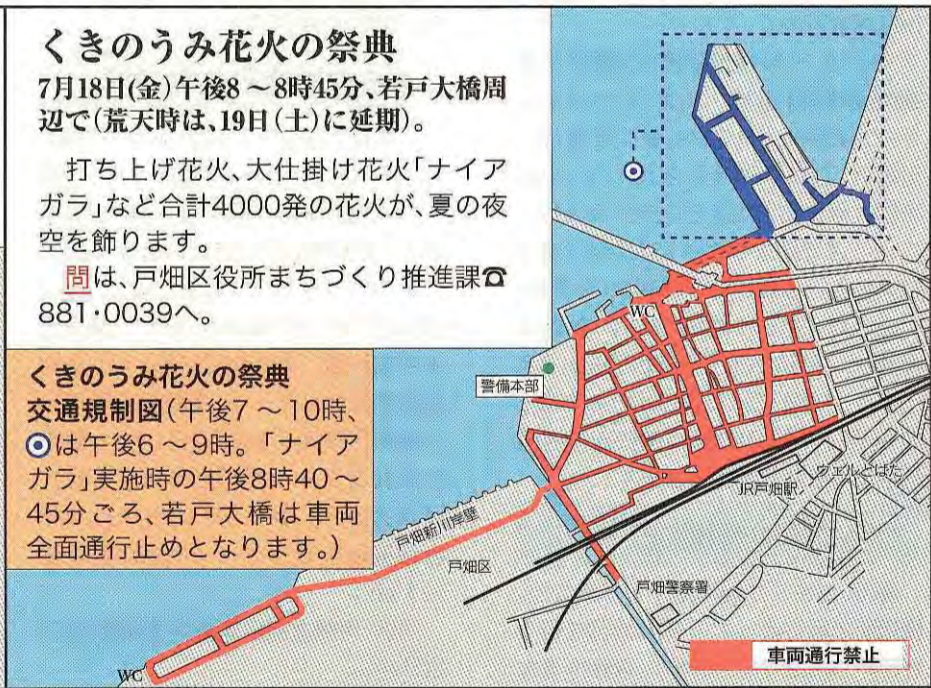 くきのうみ花火の祭典
7月18日(金)午後8～8時45分、若戸大橋周
辺で(荒天時は、19日(土)に延期)。
打ち上げ花火、大仕掛け花火「ナイア
ガラ」など合計4000発の花火が、夏の夜
空を飾ります。
問は、戸畑区役所まちづくり推進課☎
881・0039へ。
くきのうみ花火の祭典
交通規制図(午後7～10時、
◉は午後6～9時。「ナイア
ガラ」実施時の午後8時40～
45分ごろ、若戸大橋は車両
全面通行止めとなります。)
WC
警備本部
ウェルとばた
JR戸畑駅
戸畑新川岸壁
戸畑区
戸畑警察署
WC
車両通行禁止